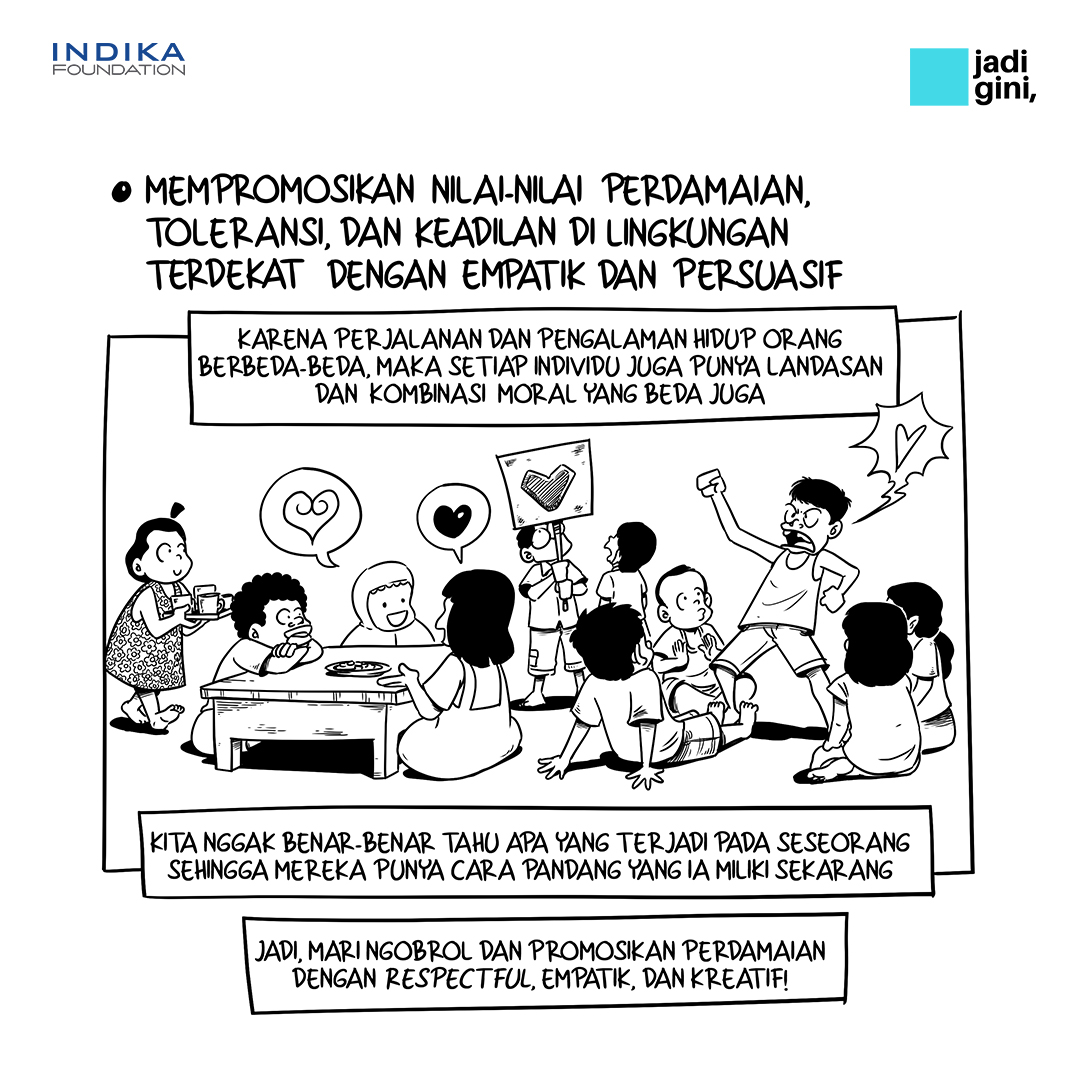 INDIKA
FOUNDATION
jadi
gini,
MEMPROMOSIKAN NILAI-NILAI PERDAMAIAN,
TOLERANSI, DAN KEADILAN DI LINGKUNGAN
TERDEKAT DENGAN EMPATIK DAN PERSUASIF
KARENA PERJALANAN DAN PENGALAMAN HIDUP ORANG
BERBEDA-BEDA, MAKA SETIAP INDIVIDU JUGA PUNYA LANDASAN
DAN KOMBINASI MORAL YANG BEDA JUGA
KITA NGGAK BENAR-BENAR TAHU APA YANG TERJADI PADA SESEORANG
SEHINGGA MEREKA PUNYA CARA PANDANG YANG IA MILIKI SEKARANG
JADI, MARI NGOBROL DAN PROMOSIKAN PERDAMAIAN
DENGAN RESPECTFUL, EMPATIK, DAN KREATIF!